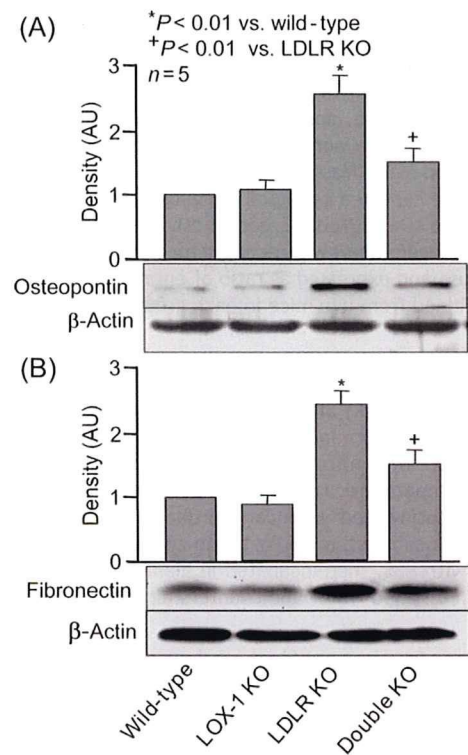 (A)
*P < 0.01 vs. wild-type
+P < 0.01 vs. LDLR KO
n=5
Density (AU)
3
2
1
0
Osteopontin
β-Actin
(B)
Density (AU)
3
2
1
0
*
+
*
+
Fibronectin
β-Actin
Wild-type
LOX-1 KO
LDLR KO
Double KO